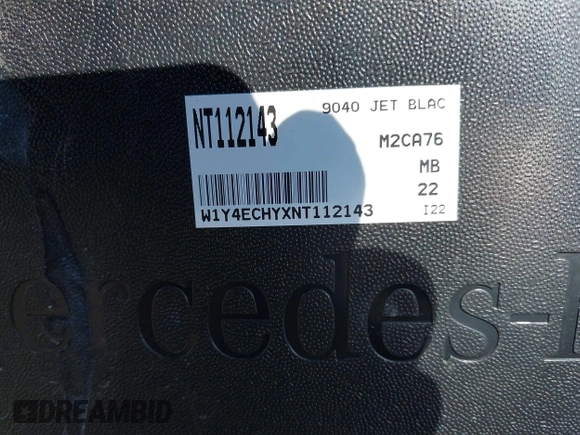 NT112143
9040 JET BLAC
M2CA76
MB
22
W1Y4ECHYXNT112143
I22
ercedes-
DREAMBID